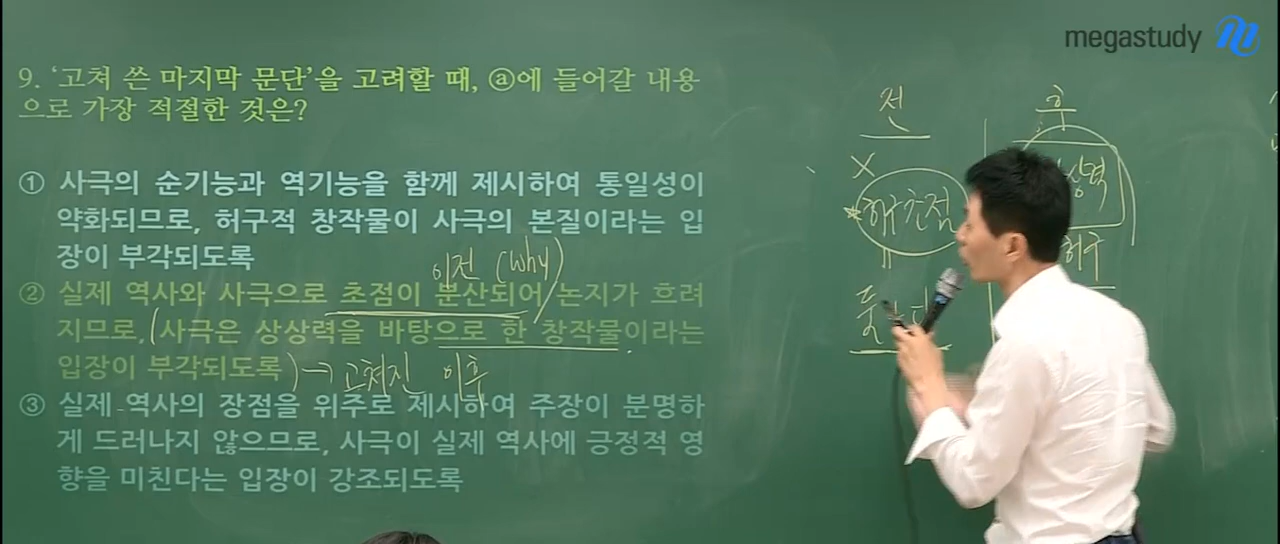 megastudy
9. ‘고쳐 쓴 마지막 문단’을 고려할 때, ⓐ에 들어갈 내용
으로 가장 적절한 것은?
① 사극의 순기능과 역기능을 함께 제시하여 통일성이
약화되므로, 허구적 창작물이 사극의 본질이라는 입
장이 부각되도록
이전 (Why)
② 실제 역사와 사극으로 초점이 분산되어 논지가 흐려
지므로, (사극은 상상력을 바탕으로 한 창작물이라는
입장이 부각되도록) → 고쳐진 이후
③ 실제 역사의 장점을 위주로 제시하여 주장이 분명하
게 드러나지 않으므로, 사극이 실제 역사에 긍정적 영
향을 미친다는 입장이 강조되도록
전
X
허구초점
후
상력
허구